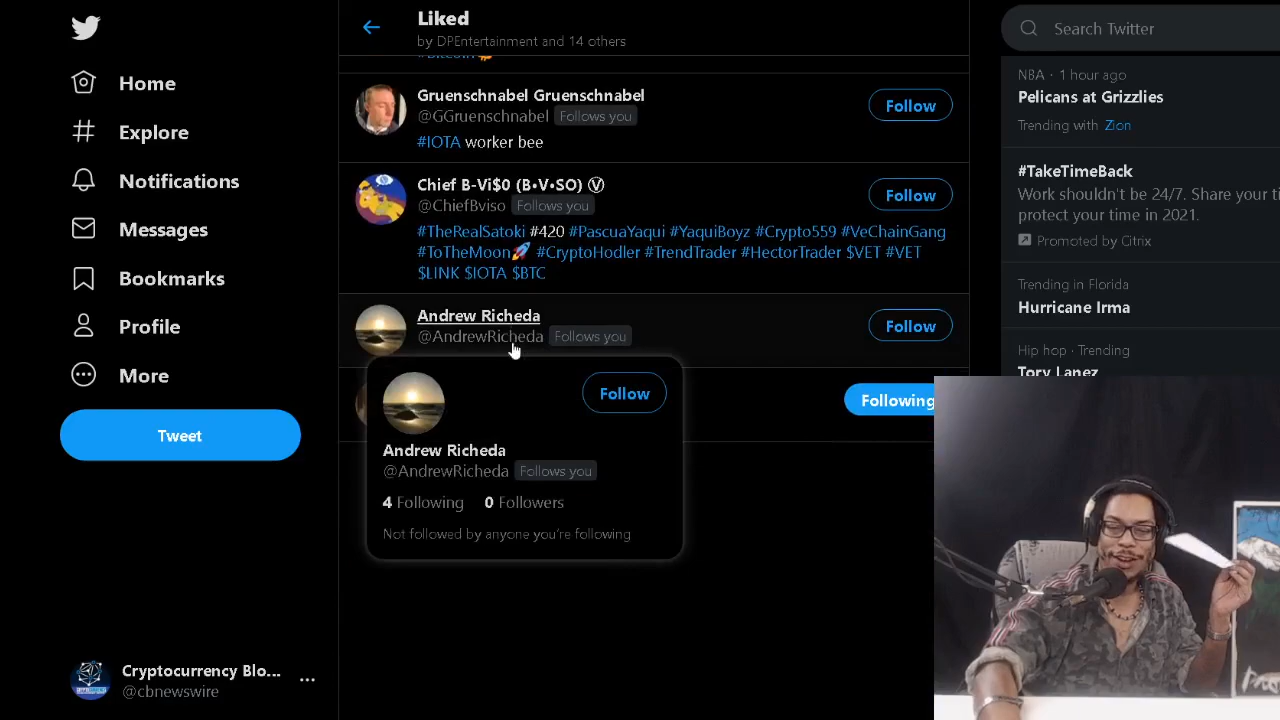 Home
Explore
Notifications
Messages
Bookmarks
Profile
More
Tweet
Cryptocurrency Blo...
@cbnewswire
Liked
by DPEntertainment and 14 others
#Bitcoin
Gruenschnabel Gruenschnabel
@GGruenschnabel Follows you
Follow
#IOTA worker bee
Chief B-Vi$0 (B•V•SO) Ⓥ
@ChiefBviso Follows you
Follow
#TheRealSatoki #420 #PascuaYaqui #YaquiBoyz #Crypto559 #VeChainGang
#ToTheMoon🚀 #CryptoHodler #TrendTrader #HectorTrader $VET #VET
$LINK $IOTA $BTC
Andrew Richeda
@AndrewRicheda Follows you
Follow
Following
Follow
Andrew Richeda
@AndrewRicheda Follows you
4 Following 0 Followers
Not followed by anyone you're following
Search Twitter
NBA · 1 hour ago
Pelicans at Grizzlies
Trending with Zion
#TakeTimeBack
Work shouldn't be 24/7. Share your
protect your time in 2021.
Promoted by Citrix
Trending in Florida
Hurricane Irma
Hip hop · Trending
Tory Lanez